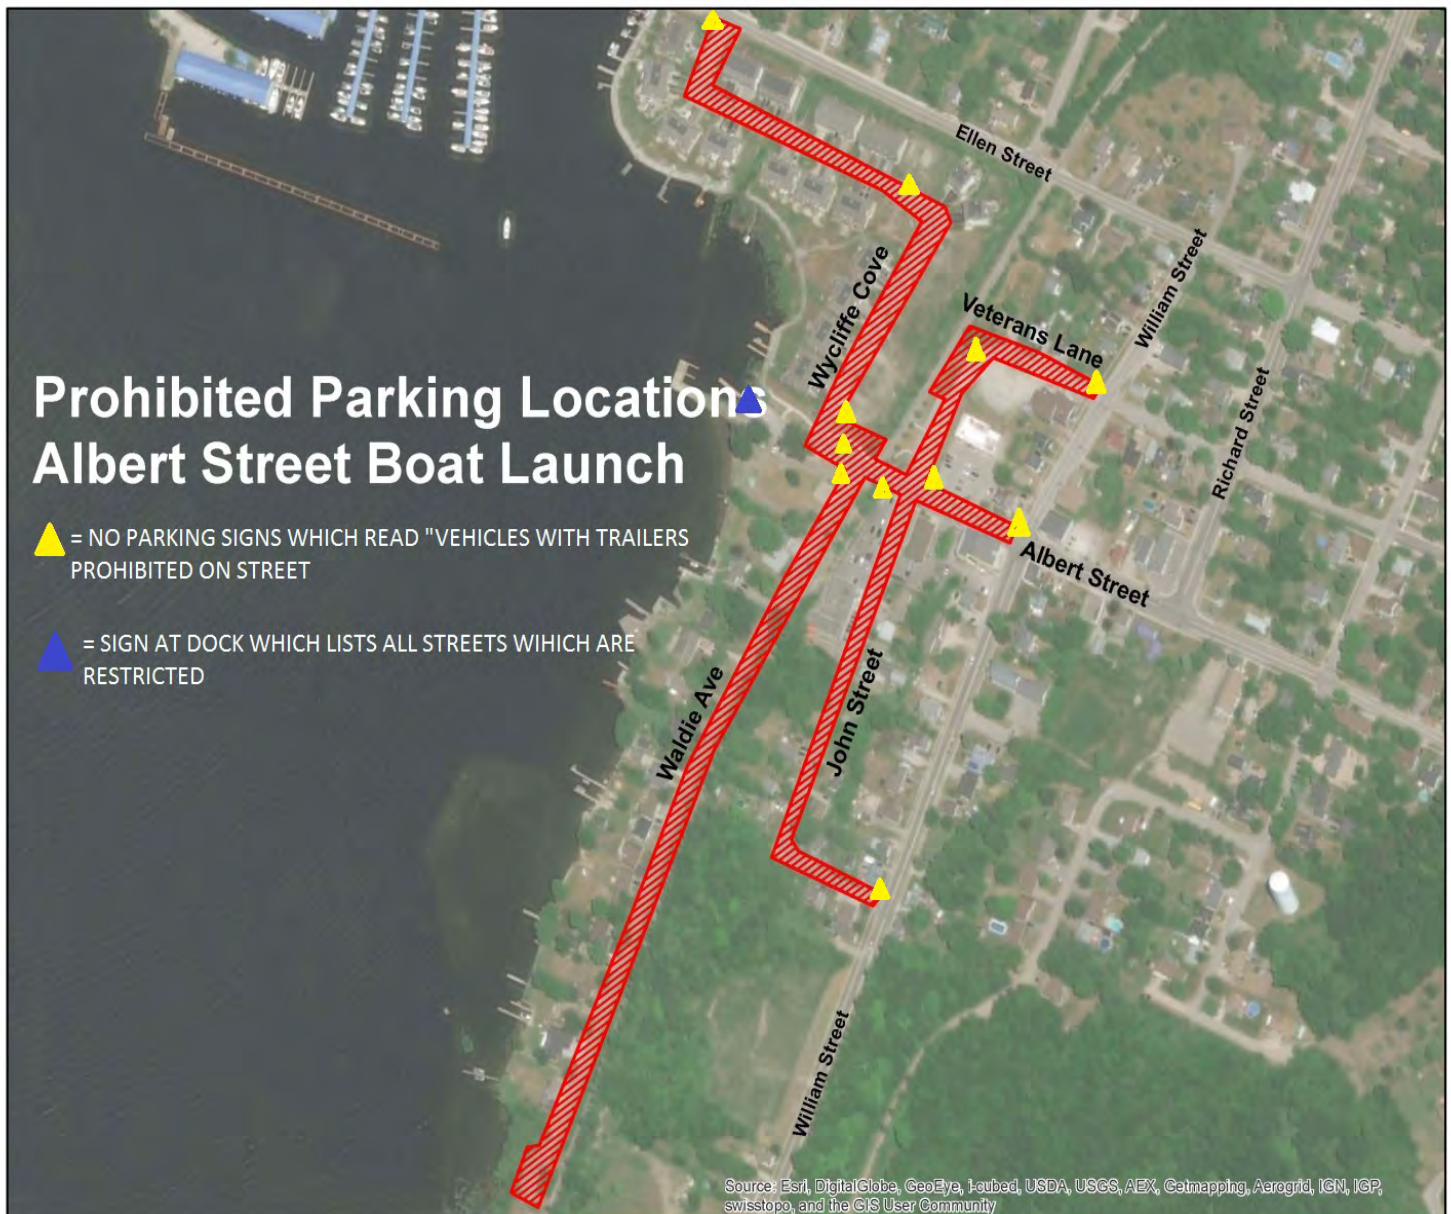 Ellen Street
William Street
Wycliffe Cove
Veterans Lane
Richard Street
Prohibited Parking Locations
Albert Street Boat Launch
= NO PARKING SIGNS WHICH READ "VEHICLES WITH TRAILERS
PROHIBITED ON STREET
Albert Street
= SIGN AT DOCK WHICH LISTS ALL STREETS WIHICH ARE
RESTRICTED
Waldie Ave
John Street
William Street
Source: Esri, DigitalGlobe, GeoEye, i-cubed, USDA, USGS, AEX, Getmapping, Aerogrid, IGN, IGP,
swisstopo, and the GIS User Community